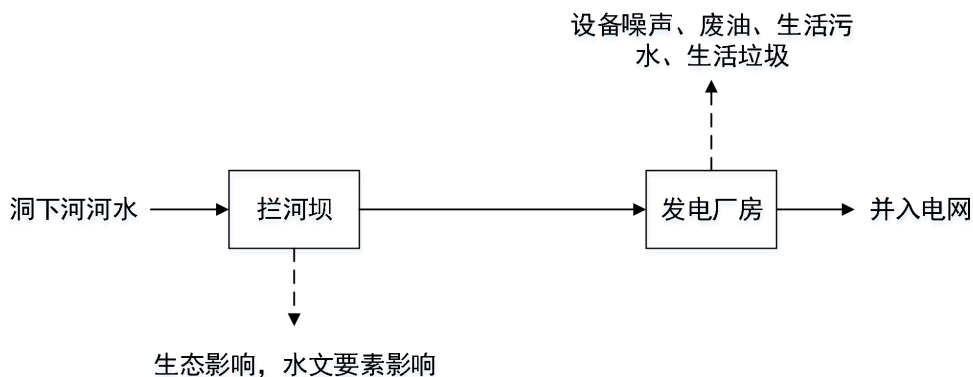 设备噪声、废油、生活污
水、生活垃圾
洞下河河水
拦河坝
发电厂房
并入电网
生态影响，水文要素影响